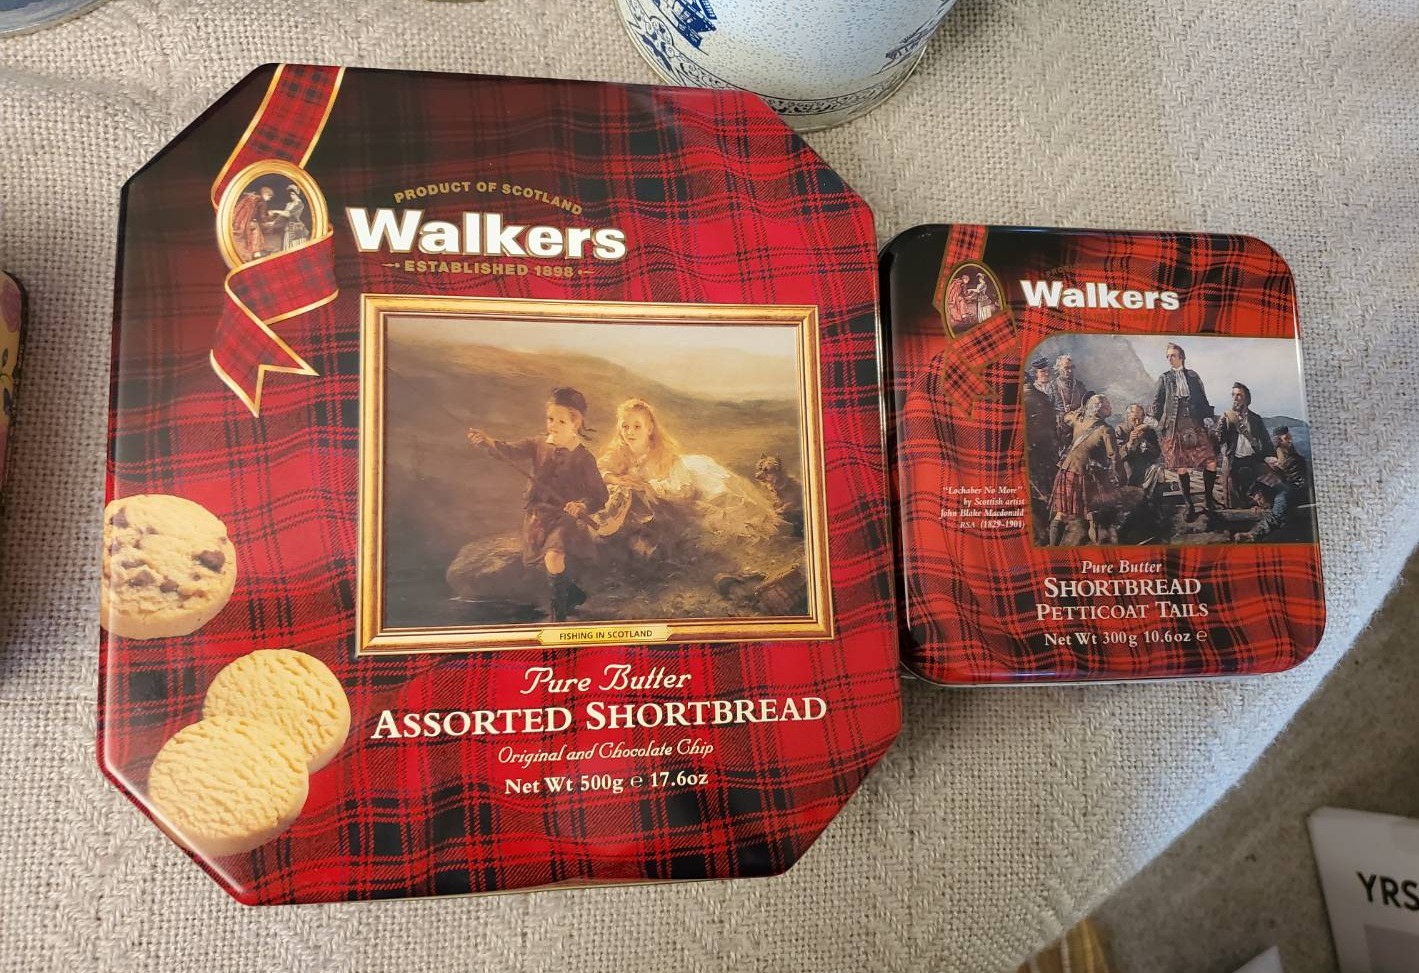 PRODUCT OF SCOTLAND
Walkers
ESTABLISHED 1898
FISHING IN SCOTLAND
Pure Butter
ASSORTED SHORTBREAD
Original and Chocolate Chip
Net Wt 500g ℮ 17.6oz
Walkers
"Lochaber No More"
by Scottish artist
John Blake Macdonald
RSA (1829-1901)
Pure Butter
SHORTBREAD
PETTICOAT TAILS
Net Wt 300g 10.6oz ℮
YRS